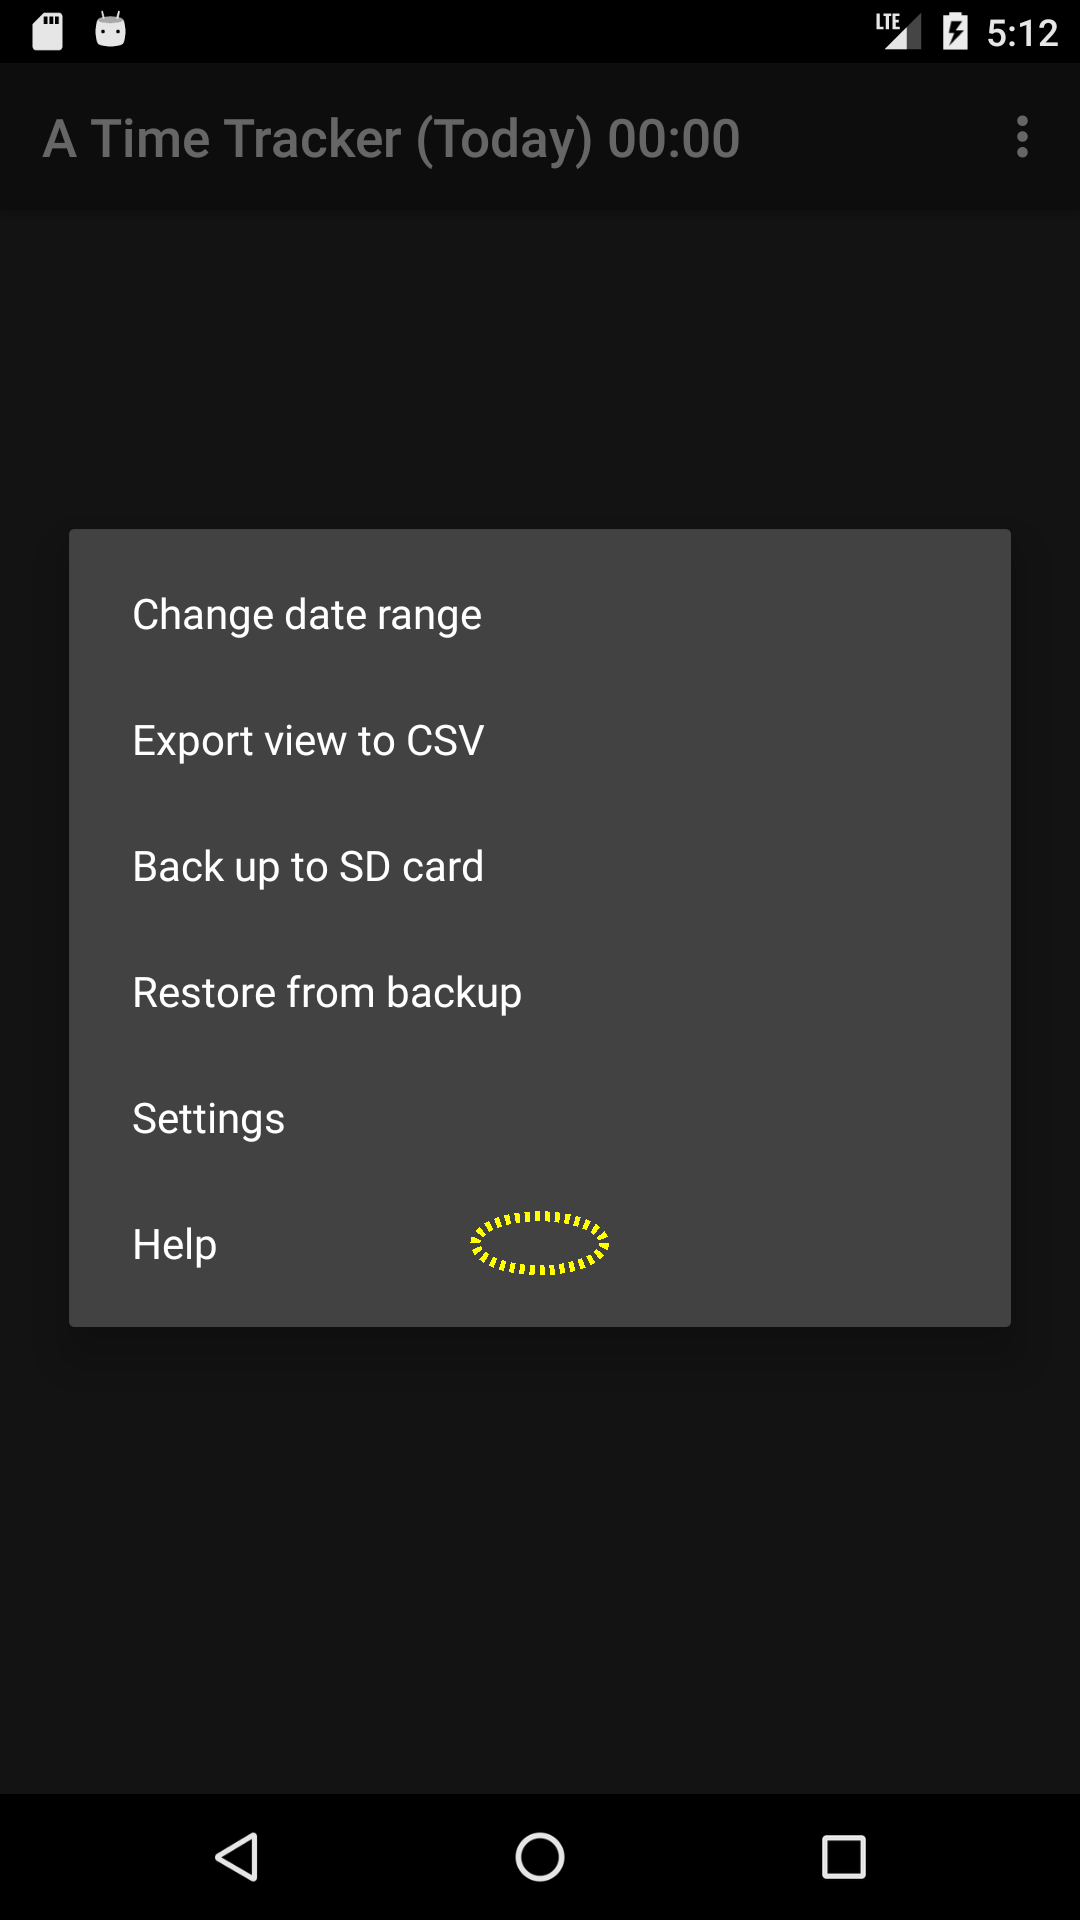 LTE 5:12
A Time Tracker (Today) 00:00
Change date range
Export view to CSV
Back up to SD card
Restore from backup
Settings
Help